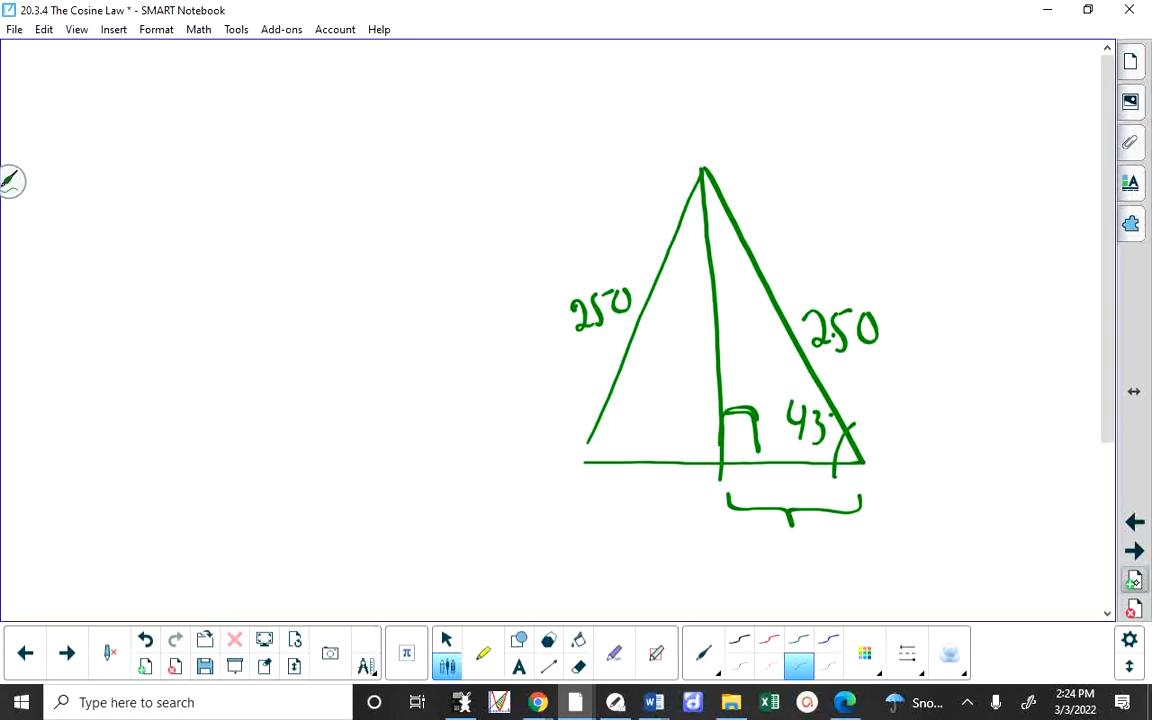 20.3.4 The Cosine Law * - SMART Notebook
File Edit View Insert Format Math Tools Add-ons Account Help
250
250
43°
Type here to search
Sno...
2:24 PM
3/3/2022